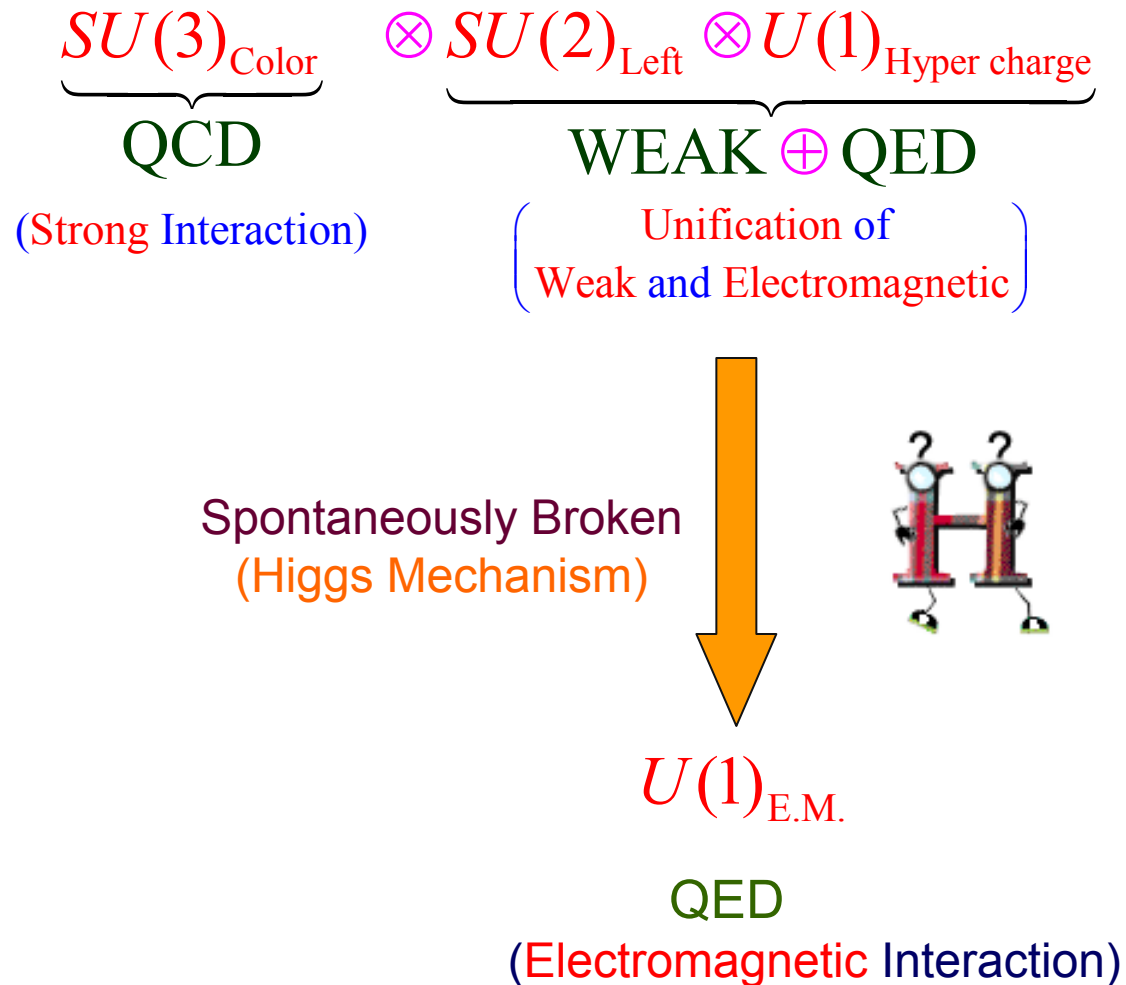 SU(3)Color ⊗ SU(2)Left ⊗ U(1)Hyper charge
QCD WEAK ⊕ QED
(Strong Interaction)
(Unification of
Weak and Electromagnetic)
? ?
H
Spontaneously Broken
(Higgs Mechanism)
U(1)E.M.
QED
(Electromagnetic Interaction)